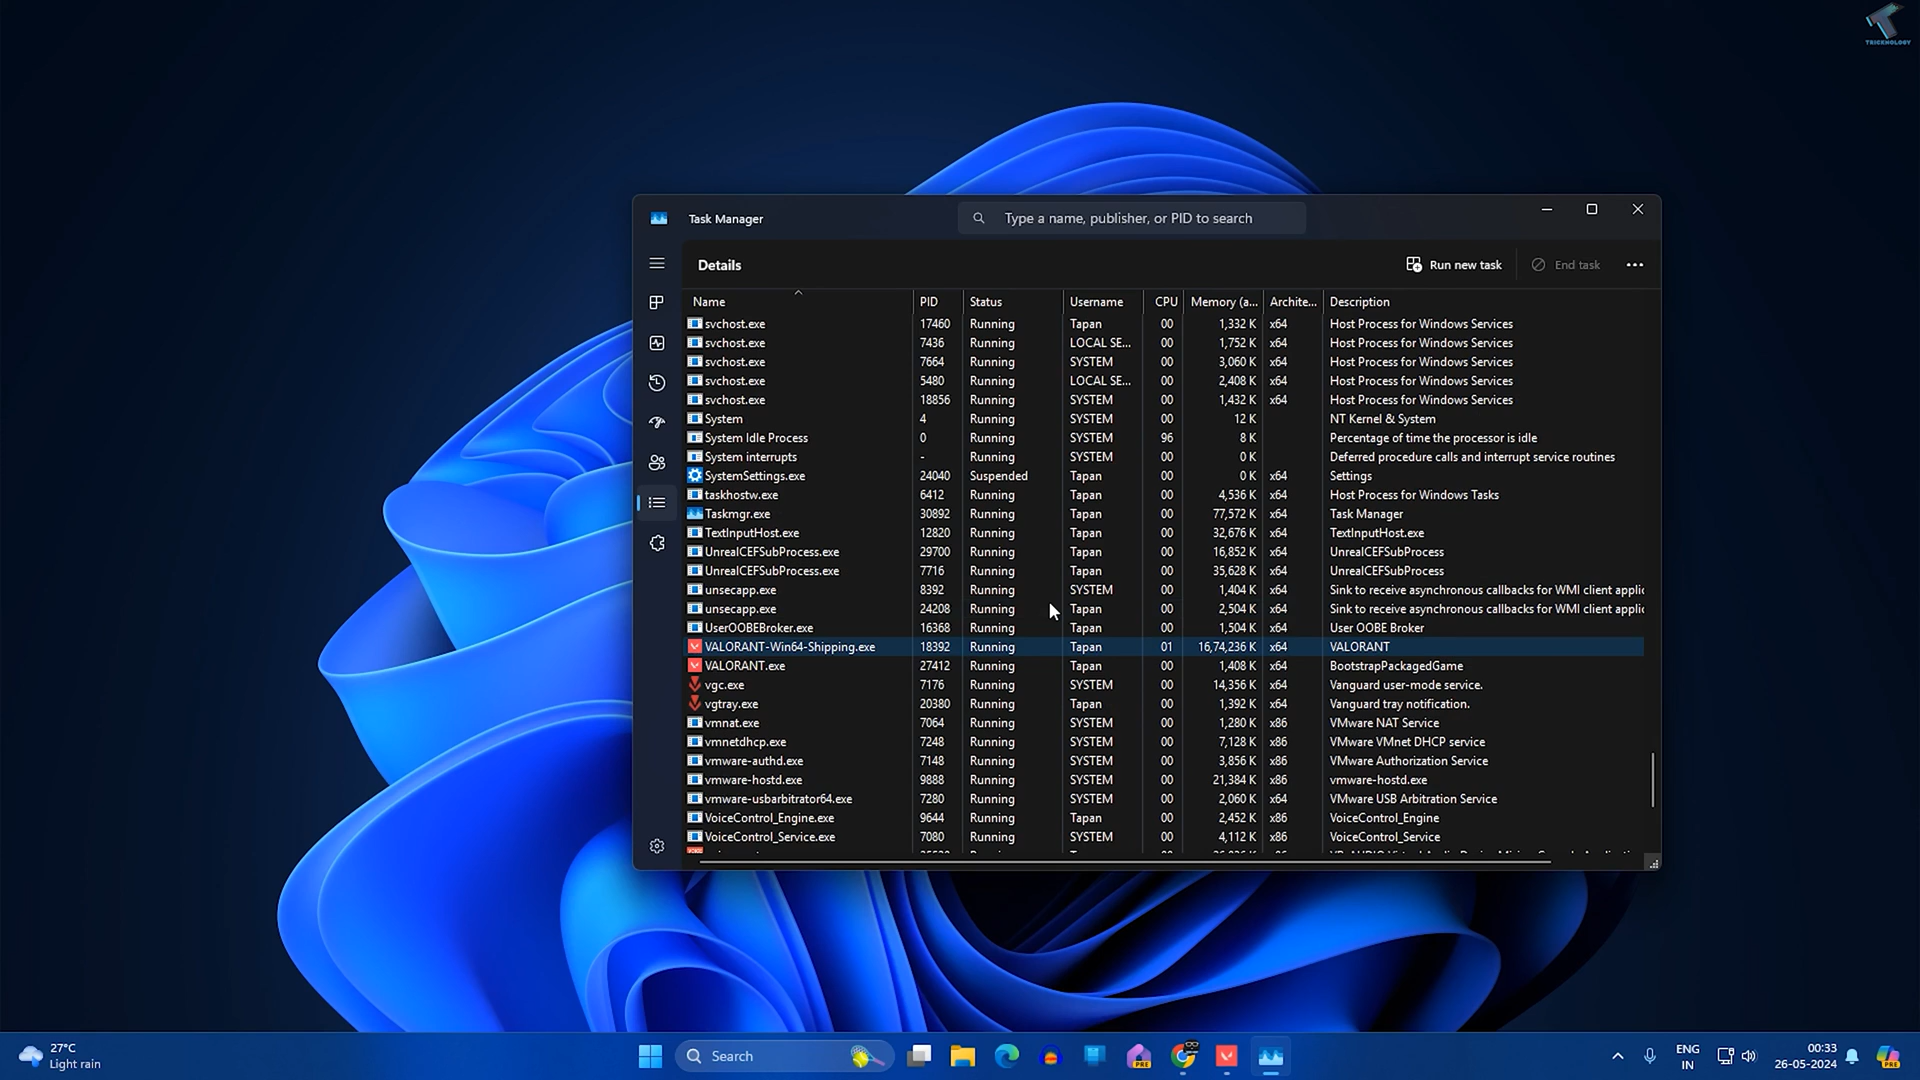 TRICKNOLOGY
Task Manager
Type a name, publisher, or PID to search
Details
Run new task
End task
Name PID Status Username CPU Memory (a... Archite... Description
svchost.exe 17460 Running Tapan 00 1,332 K x64 Host Process for Windows Services
svchost.exe 7436 Running LOCAL SE... 00 1,752 K x64 Host Process for Windows Services
svchost.exe 7664 Running SYSTEM 00 3,060 K x64 Host Process for Windows Services
svchost.exe 5480 Running LOCAL SE... 00 2,408 K x64 Host Process for Windows Services
svchost.exe 18856 Running SYSTEM 00 1,432 K x64 Host Process for Windows Services
System 4 Running SYSTEM 00 12 K NT Kernel & System
System Idle Process 0 Running SYSTEM 96 8 K Percentage of time the processor is idle
System interrupts - Running SYSTEM 00 0 K Deferred procedure calls and interrupt service routines
SystemSettings.exe 24040 Suspended Tapan 00 0 K x64 Settings
taskhostw.exe 6412 Running Tapan 00 4,536 K x64 Host Process for Windows Tasks
Taskmgr.exe 30892 Running Tapan 00 77,572 K x64 Task Manager
TextInputHost.exe 12820 Running Tapan 00 32,676 K x64 TextInputHost.exe
UnrealCEFSubProcess.exe 29700 Running Tapan 00 16,852 K x64 UnrealCEFSubProcess
UnrealCEFSubProcess.exe 7716 Running Tapan 00 35,628 K x64 UnrealCEFSubProcess
unsecapp.exe 8392 Running SYSTEM 00 1,404 K x64 Sink to receive asynchronous callbacks for WMI client applic
unsecapp.exe 24208 Running Tapan 00 2,504 K x64 Sink to receive asynchronous callbacks for WMI client applic
UserOOBEBroker.exe 16368 Running Tapan 00 1,504 K x64 User OOBE Broker
VALORANT-Win64-Shipping.exe 18392 Running Tapan 01 16,74,236 K x64 VALORANT
VALORANT.exe 27412 Running Tapan 00 1,408 K x64 BootstrapPackagedGame
vgc.exe 7176 Running SYSTEM 00 14,356 K x64 Vanguard user-mode service.
vgtray.exe 20380 Running Tapan 00 1,392 K x64 Vanguard tray notification.
vmnat.exe 7064 Running SYSTEM 00 1,280 K x86 VMware NAT Service
vmnetdhcp.exe 7248 Running SYSTEM 00 7,128 K x86 VMware VMnet DHCP service
vmware-authd.exe 7148 Running SYSTEM 00 3,856 K x86 VMware Authorization Service
vmware-hostd.exe 9888 Running SYSTEM 00 21,384 K x86 vmware-hostd.exe
vmware-usbarbitrator64.exe 7280 Running SYSTEM 00 2,060 K x64 VMware USB Arbitration Service
VoiceControl_Engine.exe 9644 Running Tapan 00 2,452 K x86 VoiceControl_Engine
VoiceControl_Service.exe 7080 Running SYSTEM 00 4,112 K x86 VoiceControl_Service
27°C
Light rain
Search
PRE
ENG
IN
00:33
26-05-2024
PRE